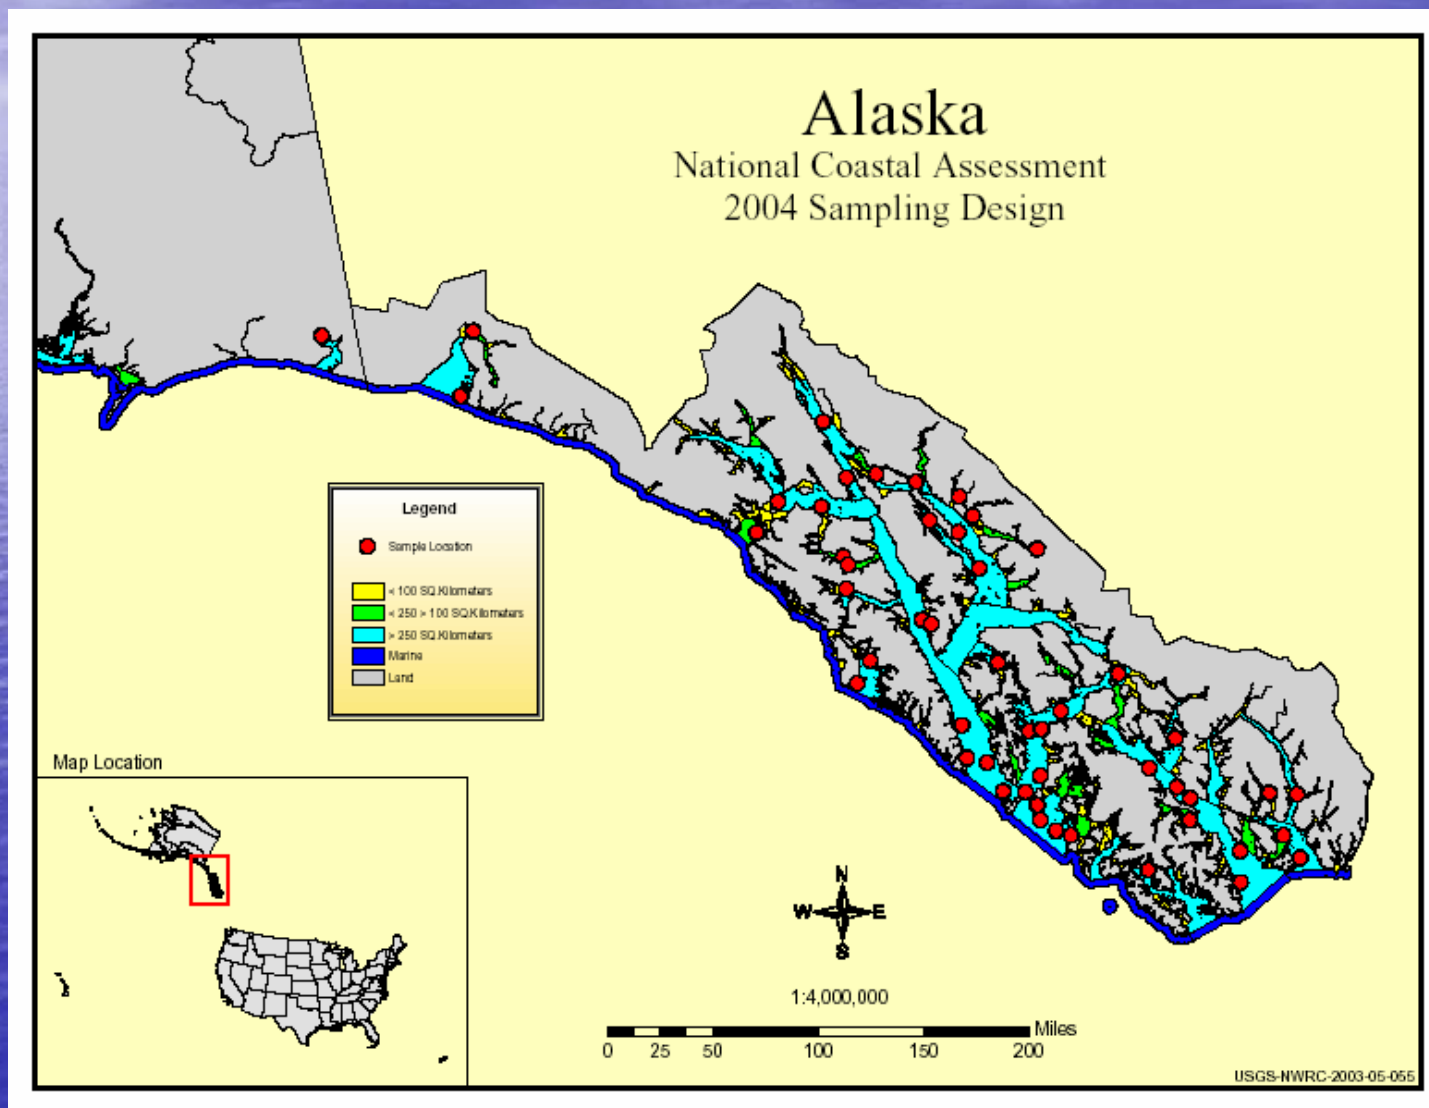 Alaska
National Coastal Assessment
2004 Sampling Design
Legend
Sample Location
< 100 SQ.Kilometers
< 250 > 100 SQ.Kilometers
> 250 SQ.Kilometers
Marine
Land
Map Location
N
W E
S
1:4,000,000
Miles
0 25 50 100 150 200
USGS-NWRC-2003-05-055